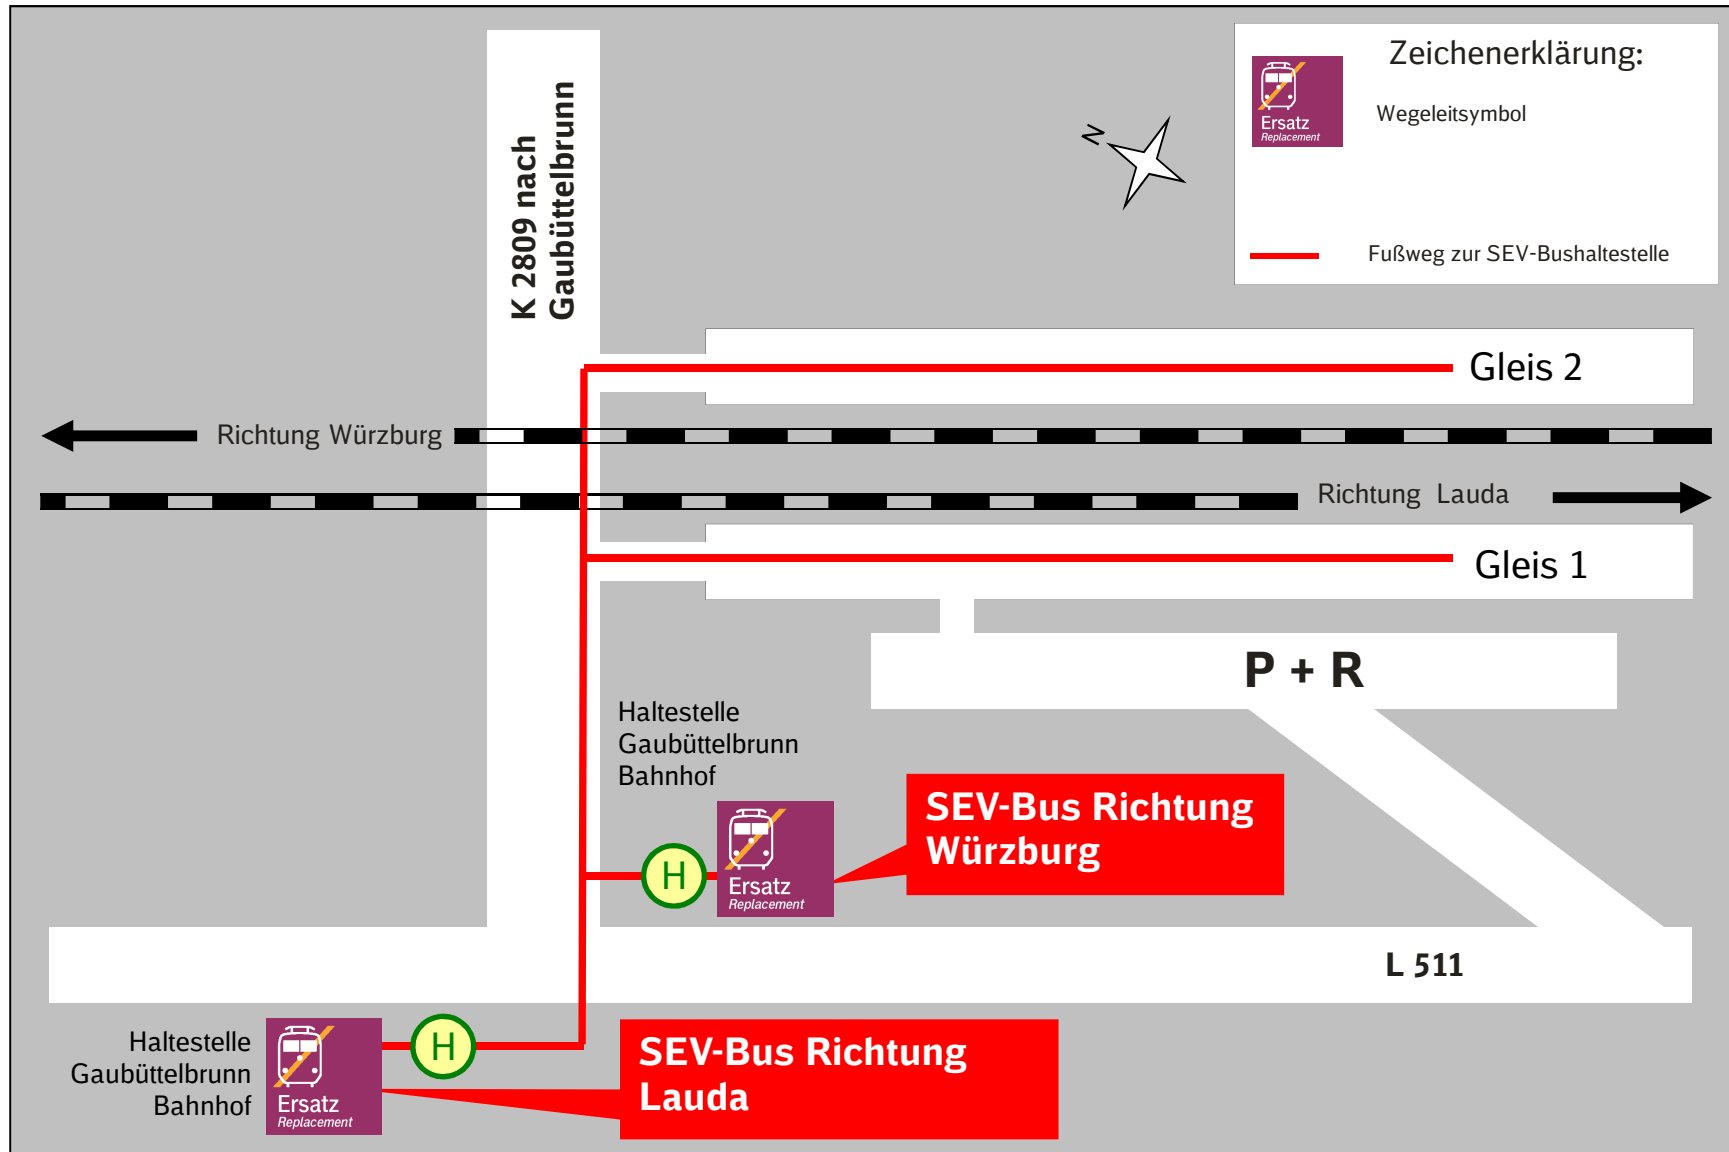 Zeichenerklärung:
Ersatz
Replacement
Wegeleitsymbol
Fußweg zur SEV-Bushaltestelle
N
K 2809 nach
Gaubüttelbrunn
Gleis 2
Richtung Würzburg
Richtung Lauda
Gleis 1
P + R
Haltestelle
Gaubüttelbrunn
Bahnhof
H
Ersatz
Replacement
SEV-Bus Richtung
Würzburg
L 511
Haltestelle
Gaubüttelbrunn
Bahnhof
Ersatz
Replacement
H
SEV-Bus Richtung
Lauda